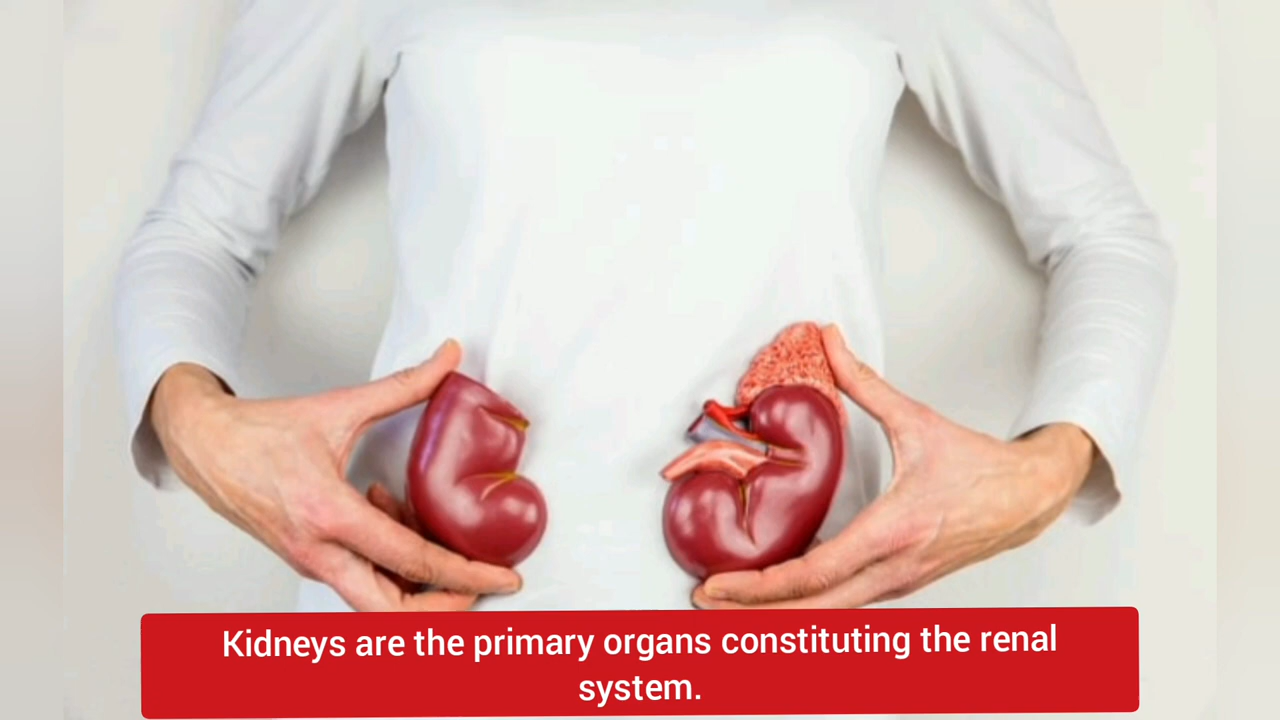 Kidneys are the primary organs constituting the renal
system.